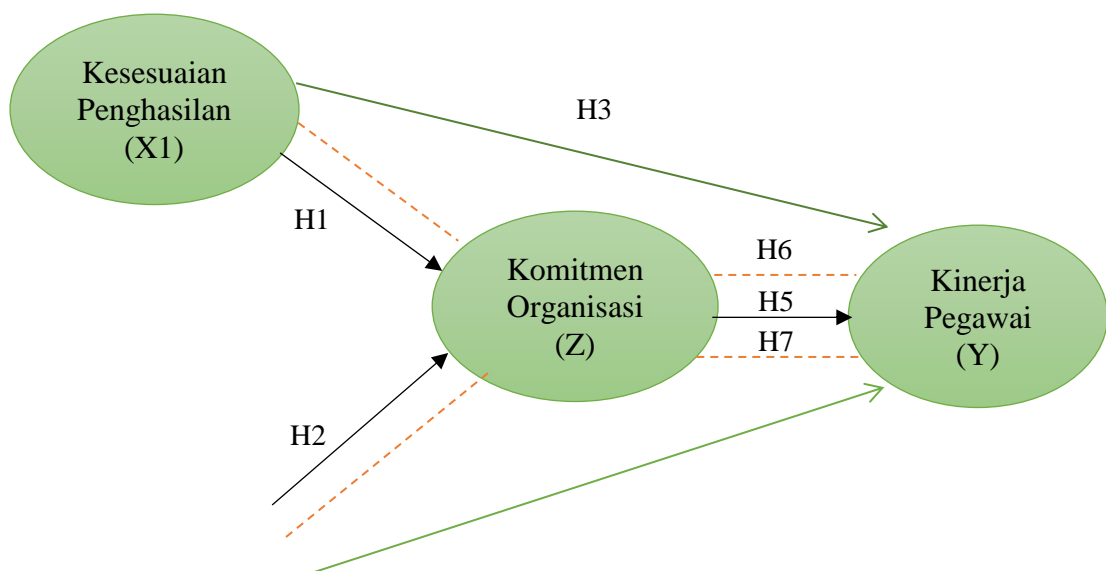 Kesesuaian
Penghasilan
(X1)
H3
H1
H6
Komitmen
Organisasi
(Z)
H5
Kinerja
Pegawai
(Y)
H7
H2